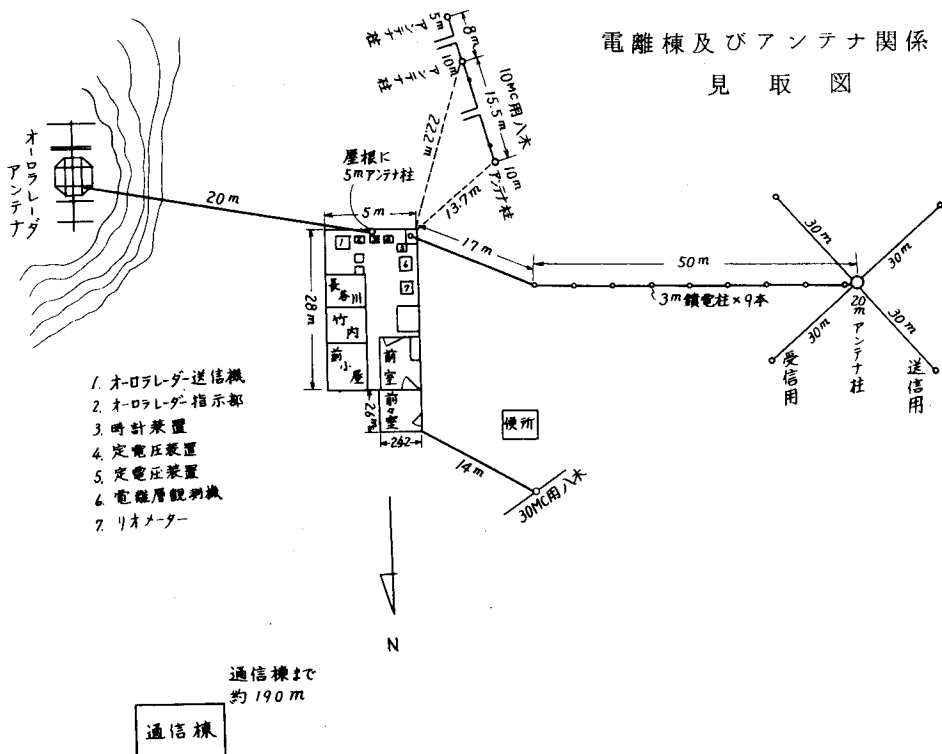 電離棟及びアンテナ関係
見取図
5m
アンテナ柱
8m
10m
アンテナ柱
10MC用八木
15.5m
22.2m
10m
アンテナ柱
13.7m
オーロラレーダ
アンテナ
屋根に
5mアンテナ柱
20m
5m
17m
50m
3m鎖電柱×9本
30m
30m
30m
30m
20m アンテナ柱
受信用
送信用
1
2
3
4
5
6
7
28m
長谷川
竹内
前小屋
前室
前々室
26m
242
便所
14m
30MC用八木
1. オーロラレーダー送信機
2. オーロラレーダー指示部
3. 時計装置
4. 定電圧装置
5. 定電圧装置
6. 電離層観測機
7. リオメーター
N
通信棟まで
約190m
通信棟